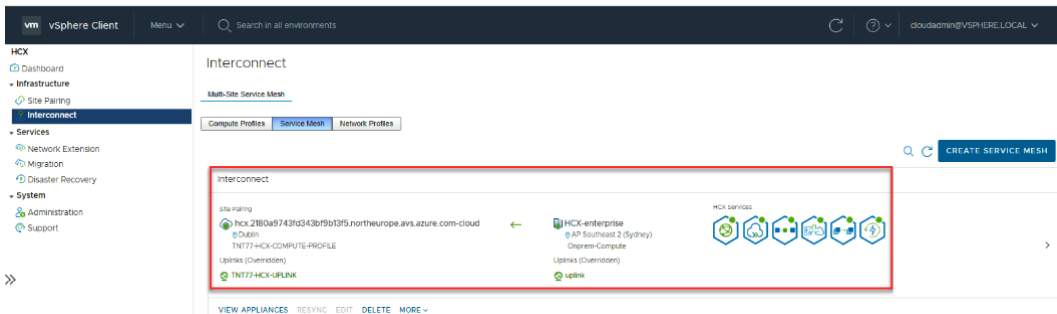 vm vSphere Client Menu Search in all environments cloudadmin@VSPHERE.LOCAL
HCX
Dashboard
Infrastructure
Site Pairing
Interconnect
Services
Network Extension
Migration
Disaster Recovery
System
Administration
Support
Interconnect
Multi-Site Service Mesh
Compute Profiles Service Mesh Network Profiles
CREATE SERVICE MESH
Interconnect
Site Pairing
hcx.2180a9743fd343bf9b13f5.northeurope.avs.azure.com-cloud
Dublin
TNT77-HCX-COMPUTE-PROFILE
Uplinks (Overridden)
TNT77-HCX-UPLINK
HCX-enterprise
AP Southeast 2 (Sydney)
Onprem-Compute
Uplinks (Overridden)
uplink
HCX Services
VIEW APPLIANCES RESYNC EDIT DELETE MORE